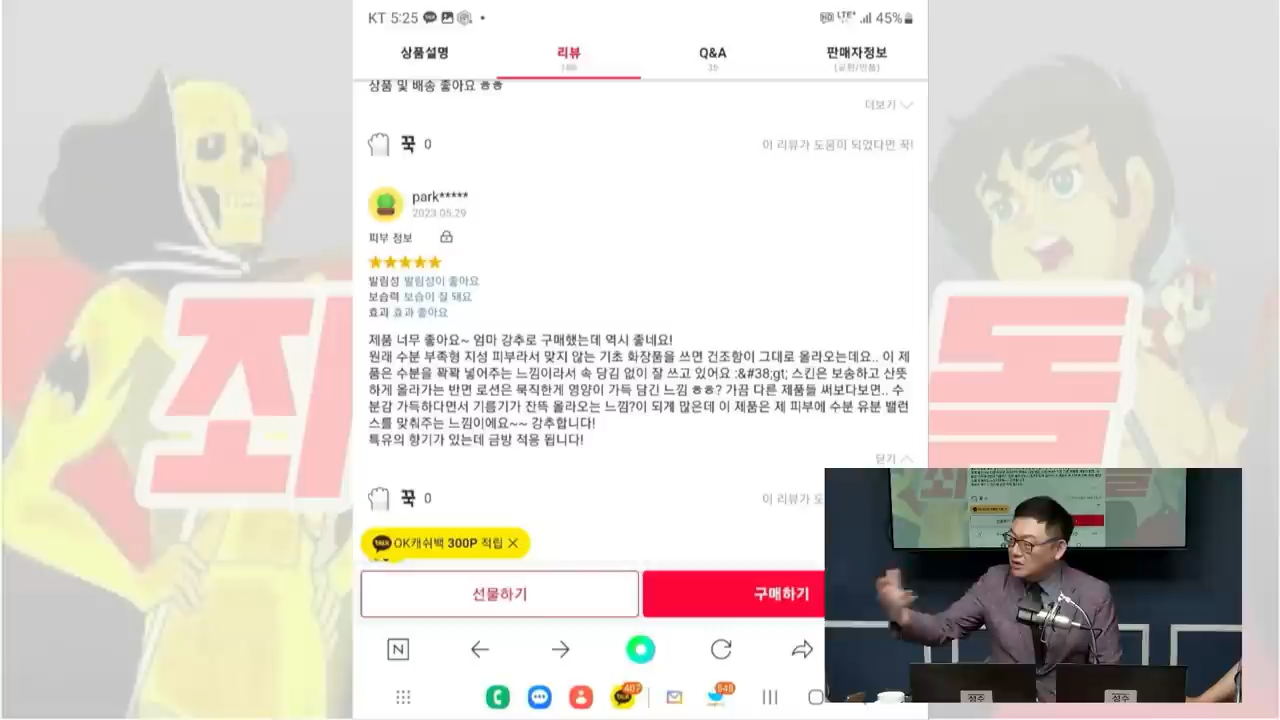 KT 5:25 TALK • HD LTE+ 45%
상품설명 리뷰 Q&A 판매자정보
상품 및 배송 좋아요 ㅎㅎ
더보기
꾹 0 이 리뷰가 도움이 되었다면 꾹!
park*****
2023.05.29
피부 정보
★★★★★
발림성 발림성이 좋아요
보습력 보습이 잘 돼요
효과 효과 좋아요
제품 너무 좋아요~ 엄마 강추로 구매했는데 역시 좋네요!
원래 수분 부족형 지성 피부라서 맞지 않는 기초 화장품을 쓰면 건조함이 그대로 올라오는데요.. 이 제
품은 수분을 꽉꽉 넣어주는 느낌이라서 속 당김 없이 잘 쓰고 있어요 :&#38;gt; 스킨은 보송하고 산뜻
하게 올라가는 반면 로션은 묵직한게 영양이 가득 담긴 느낌 ㅎㅎ? 가끔 다른 제품들 써보다보면.. 수
분감 가득하다면서 기름기가 잔뜩 올라오는 느낌?이 되게 많은데 이 제품은 제 피부에 수분 유분 밸런
스를 맞춰주는 느낌이에요~~ 강추합니다!
특유의 향기가 있는데 금방 적응 됩니다!
닫기
꾹 0 이 리뷰가 도
TALK OK캐쉬백 300P 적립 ×
선물하기 구매하기
N
TALK 407 548
돌